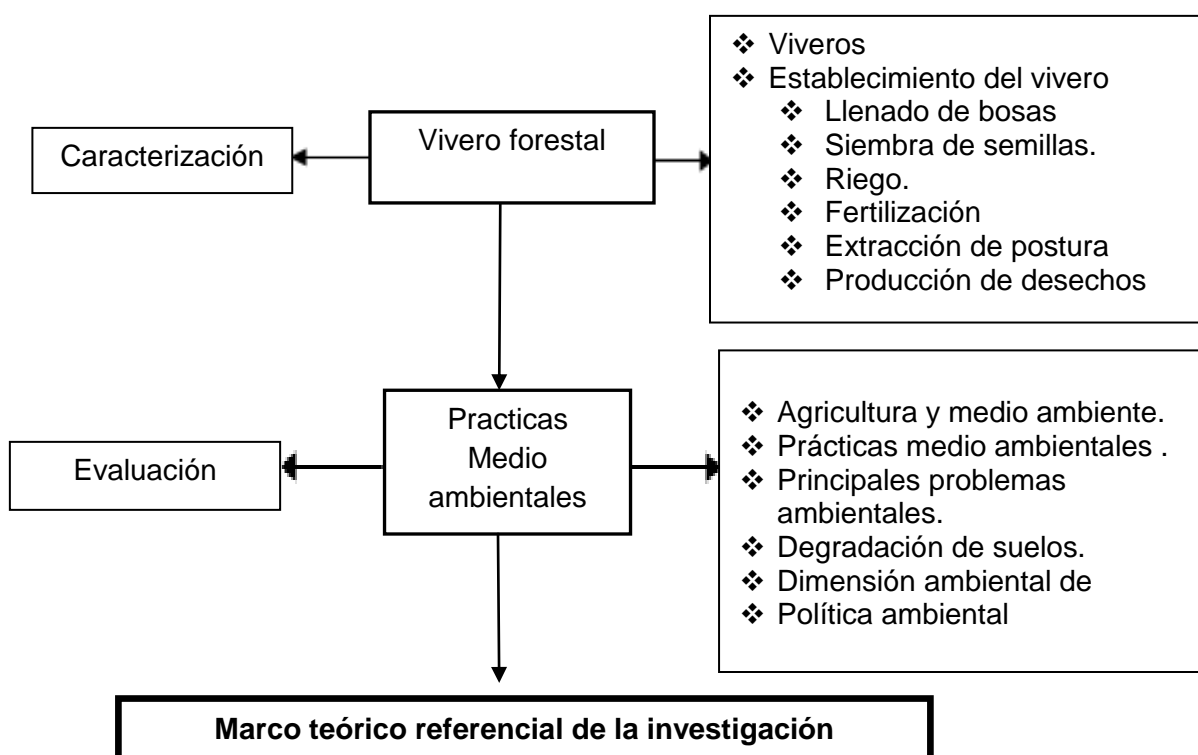 Caracterización
Vivero forestal
❖ Viveros
❖ Establecimiento del vivero
❖ Llenado de bosas
❖ Siembra de semillas.
❖ Riego.
❖ Fertilización
❖ Extracción de postura
❖ Producción de desechos
Evaluación
Practicas
Medio
ambientales
❖ Agricultura y medio ambiente.
❖ Prácticas medio ambientales .
❖ Principales problemas
ambientales.
❖ Degradación de suelos.
❖ Dimensión ambiental de
❖ Política ambiental
Marco teórico referencial de la investigación